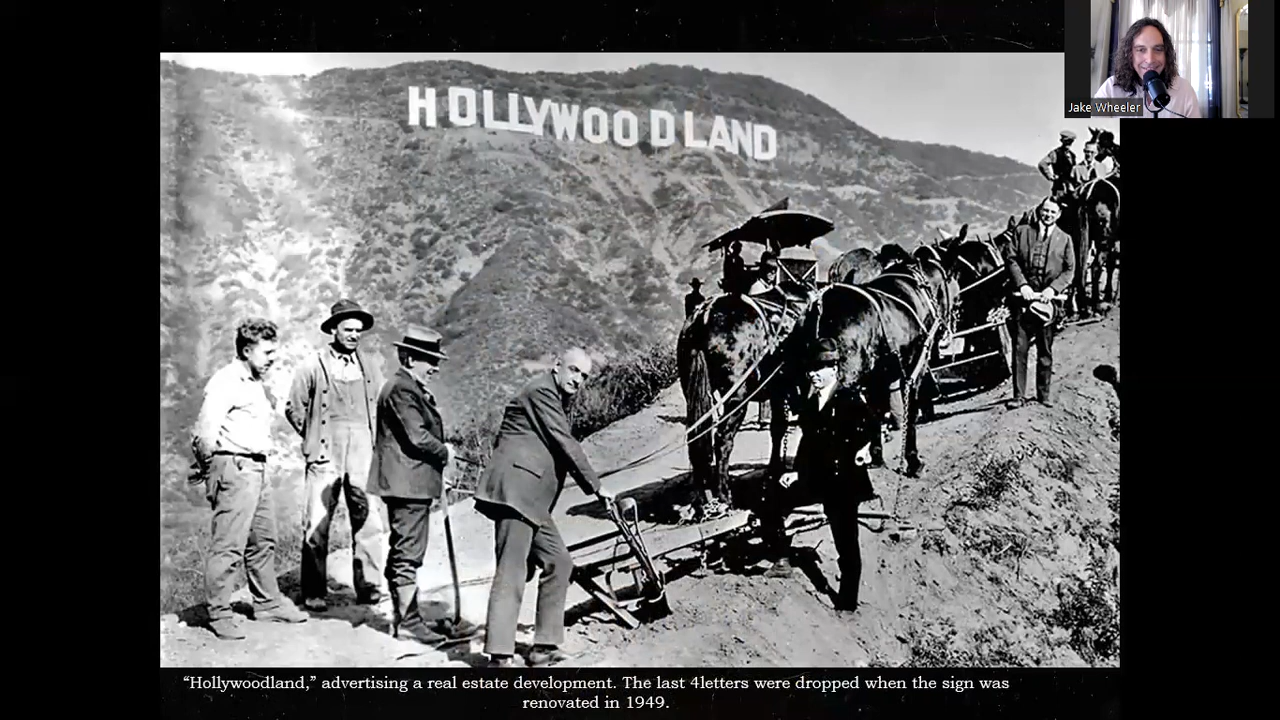 HOLLYWOODLAND
Jake Wheeler
“Hollywoodland,” advertising a real estate development. The last 4letters were dropped when the sign was
renovated in 1949.